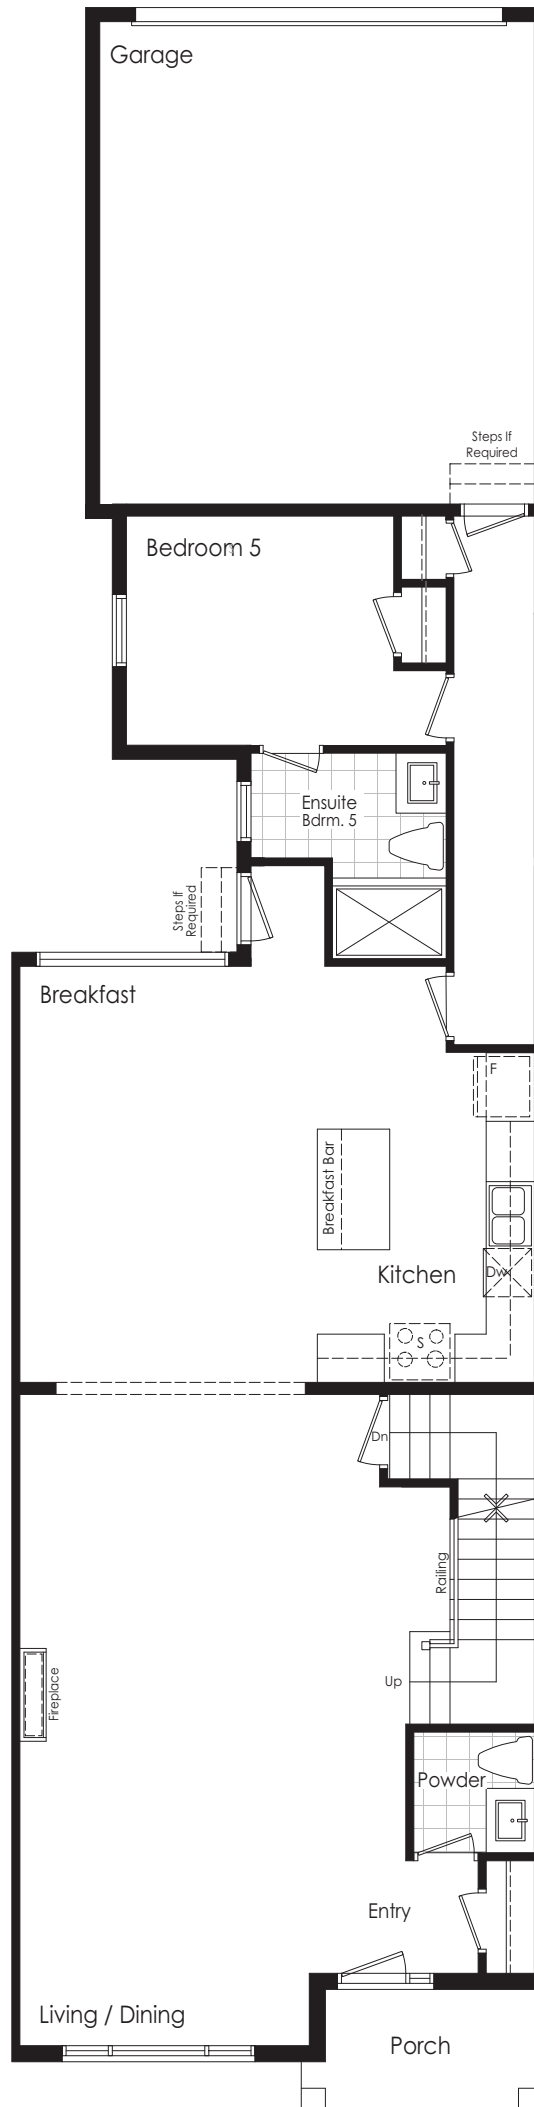 Garage
Steps If
Required
Bedroom 5
Ensuite
Bdrm. 5
Steps If
Required
Breakfast
F
Breakfast Bar
Kitchen
Dw
S
Dn
Railing
Fireplace
Up
Powder
Entry
Living / Dining
Porch